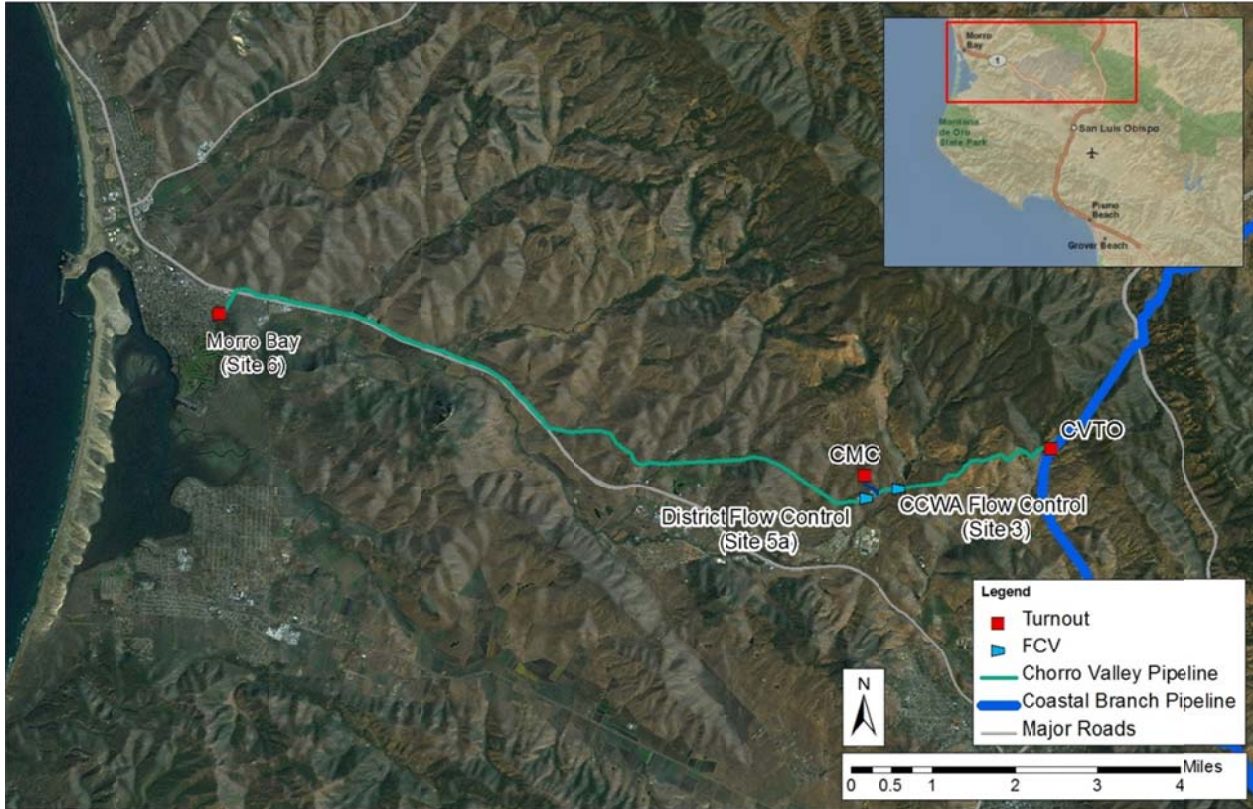 Morro
Bay
1
Montana
de Oro
State Park
San Luis Obispo
Pismo
Beach
Grover Beach
Morro Bay
(Site 6)
CMC
CVTO
District Flow Control
(Site 5a)
CCWA Flow Control
(Site 3)
Legend
Turnout
FCV
Chorro Valley Pipeline
Coastal Branch Pipeline
Major Roads
N
Miles
0 0.5 1 2 3 4